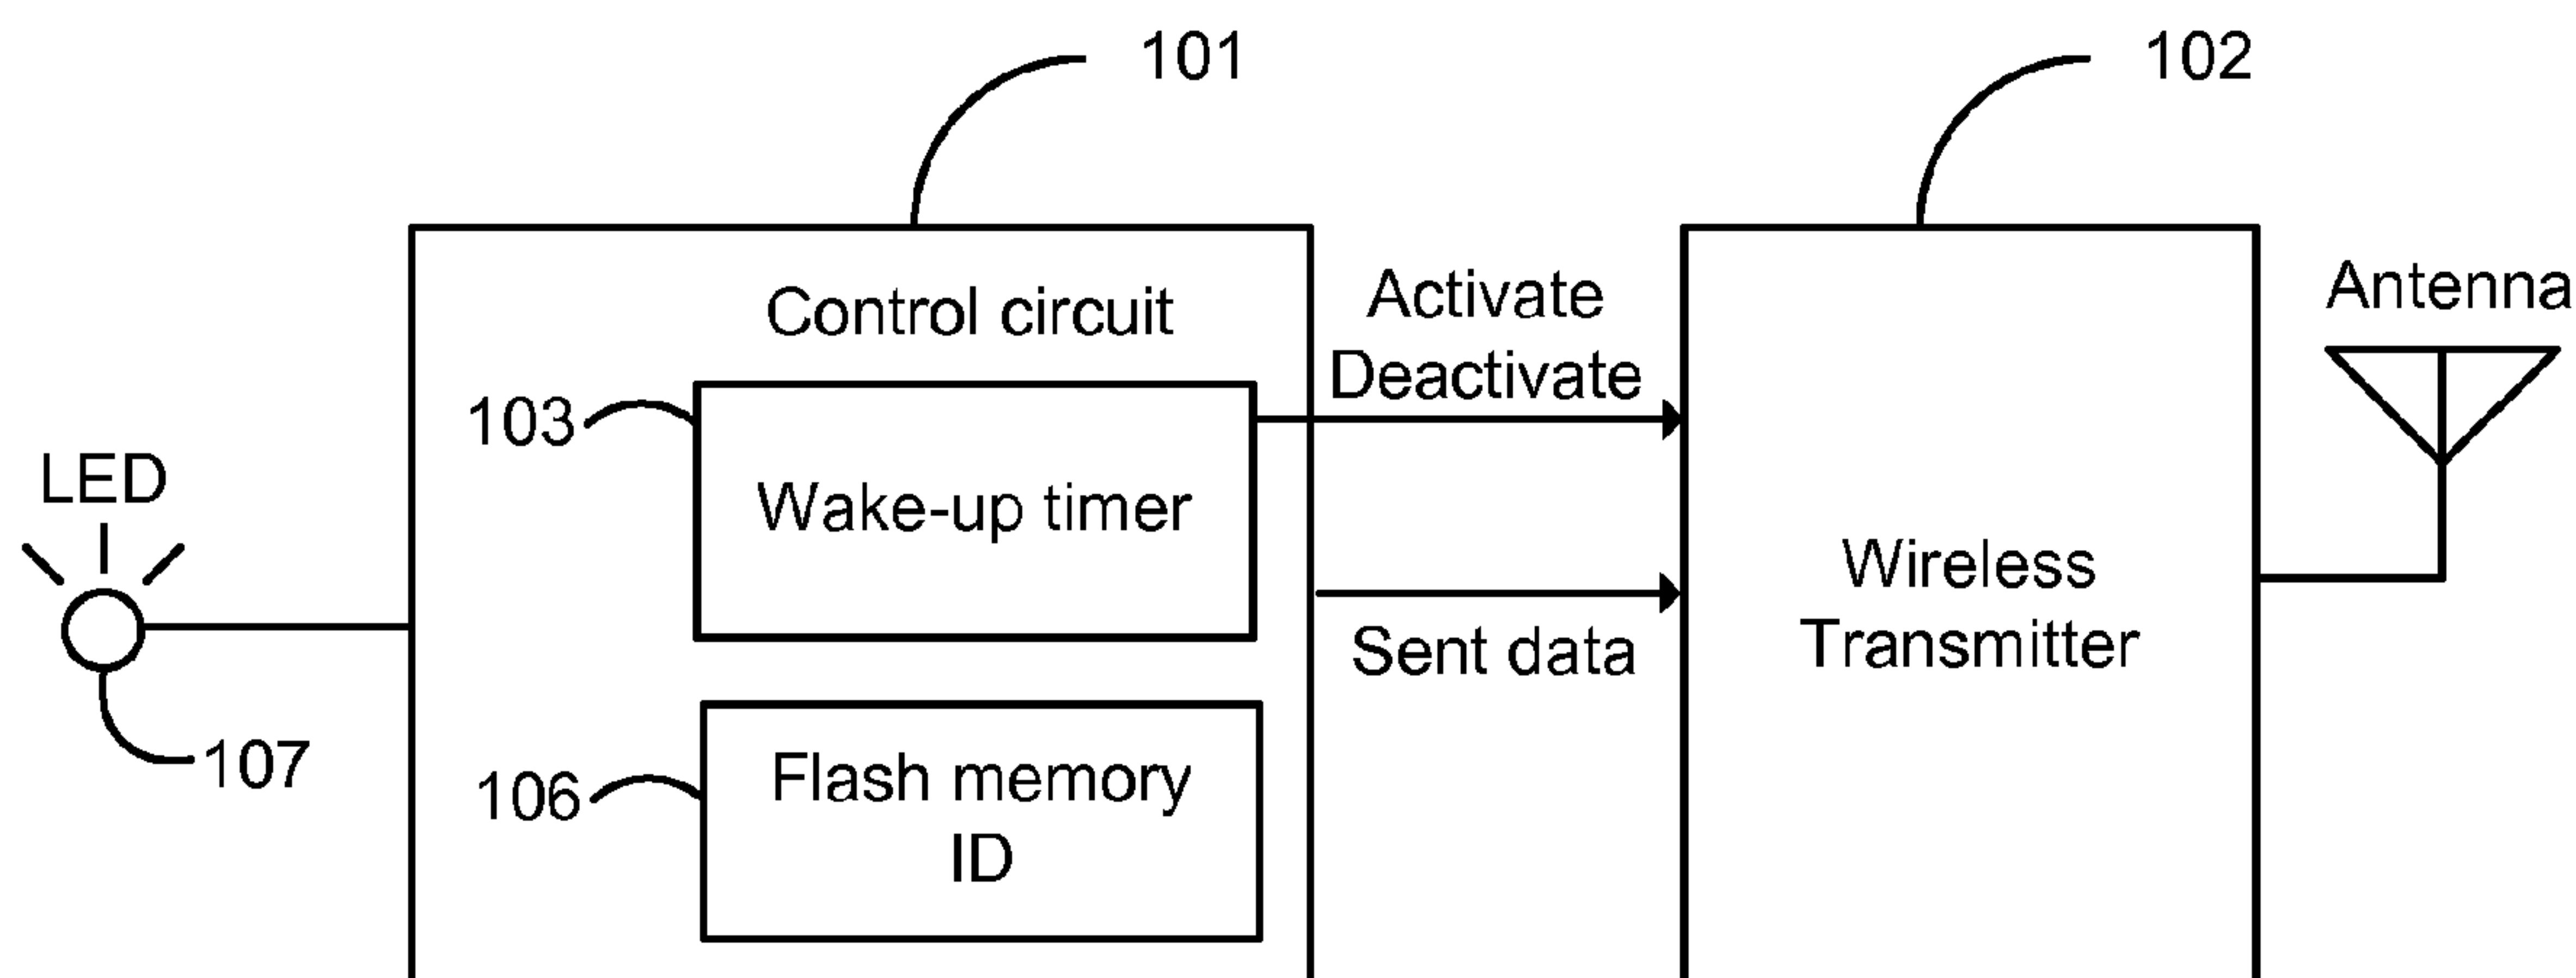 101
102
Control circuit
Activate
Deactivate
Antenna
103
Wake-up timer
LED
Wireless
Transmitter
Sent data
107
106
Flash memory
ID